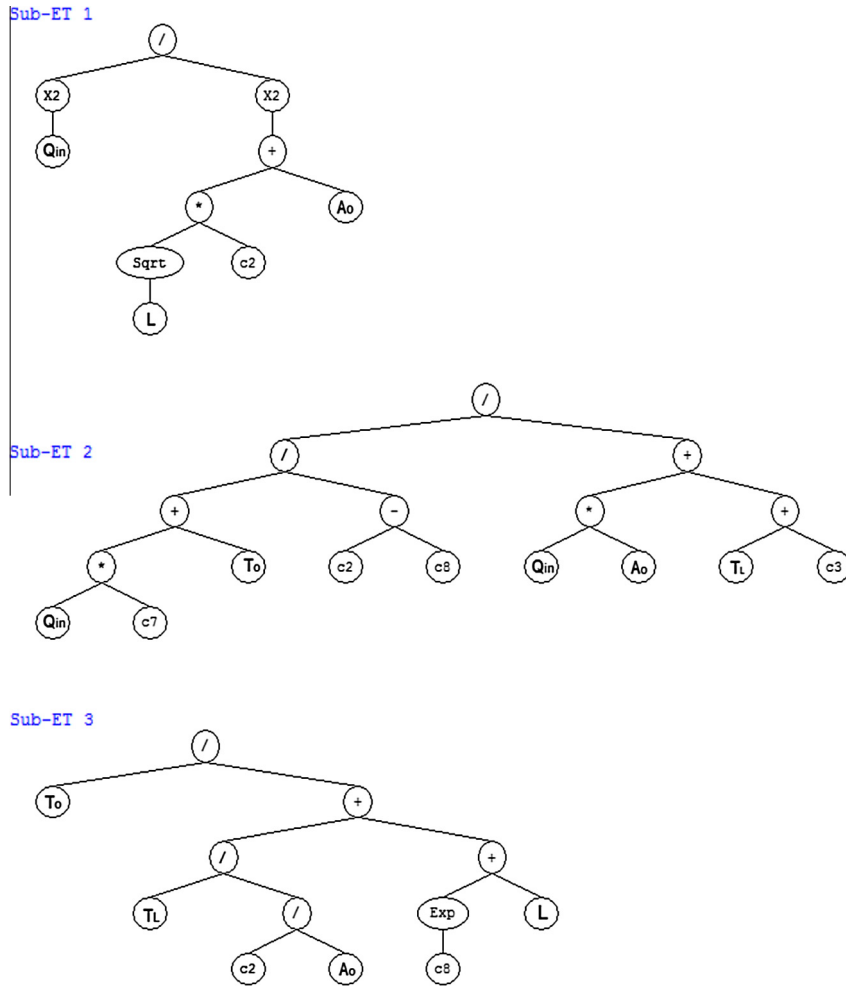 Sub-ET 1
/
X2 X2
Qin +
* Ao
Sqrt c2
L
/
Sub-ET 2 / +
+ - * +
* To c2 c8 Qin Ao TL c3
Qin c7
Sub-ET 3
/
To +
/ +
TL / Exp L
c2 Ao c8